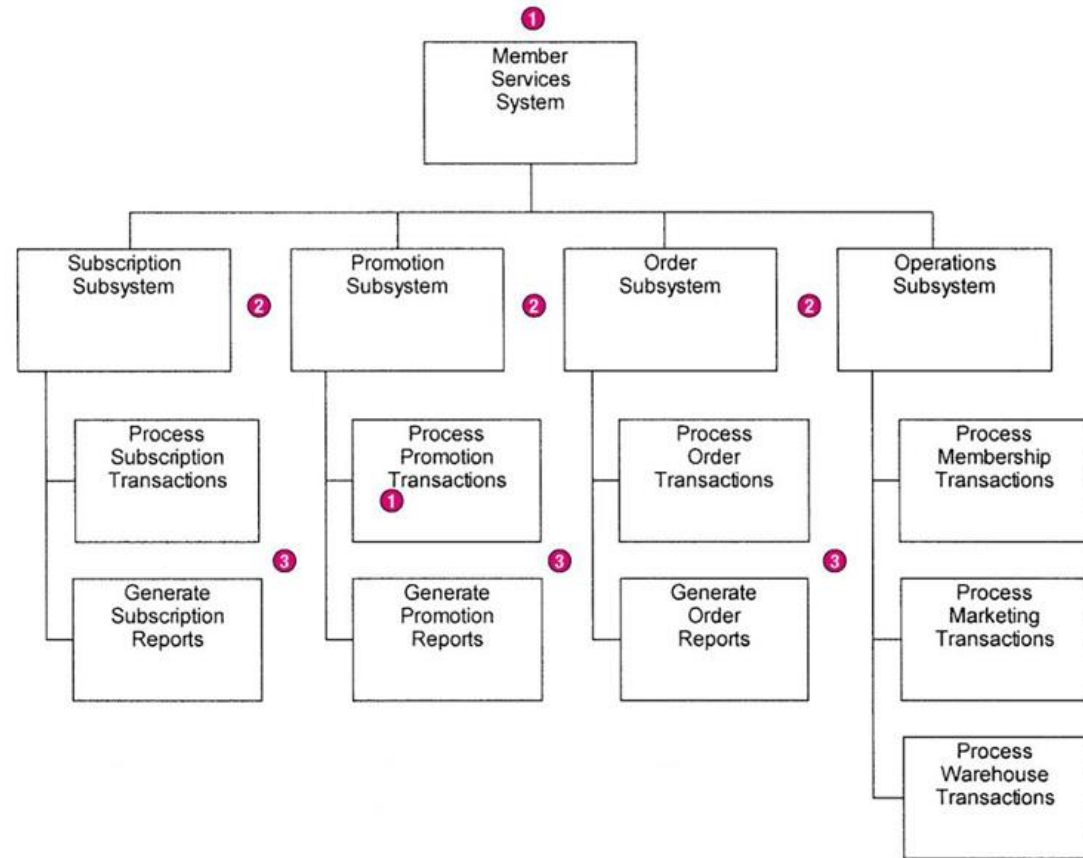 1
Member
Services
System
Subscription
Subsystem
2
Promotion
Subsystem
2
Order
Subsystem
2
Operations
Subsystem
Process
Subscription
Transactions
Process
Promotion
Transactions
1
Process
Order
Transactions
Process
Membership
Transactions
3
3
3
Generate
Subscription
Reports
Generate
Promotion
Reports
Generate
Order
Reports
Process
Marketing
Transactions
Process
Warehouse
Transactions